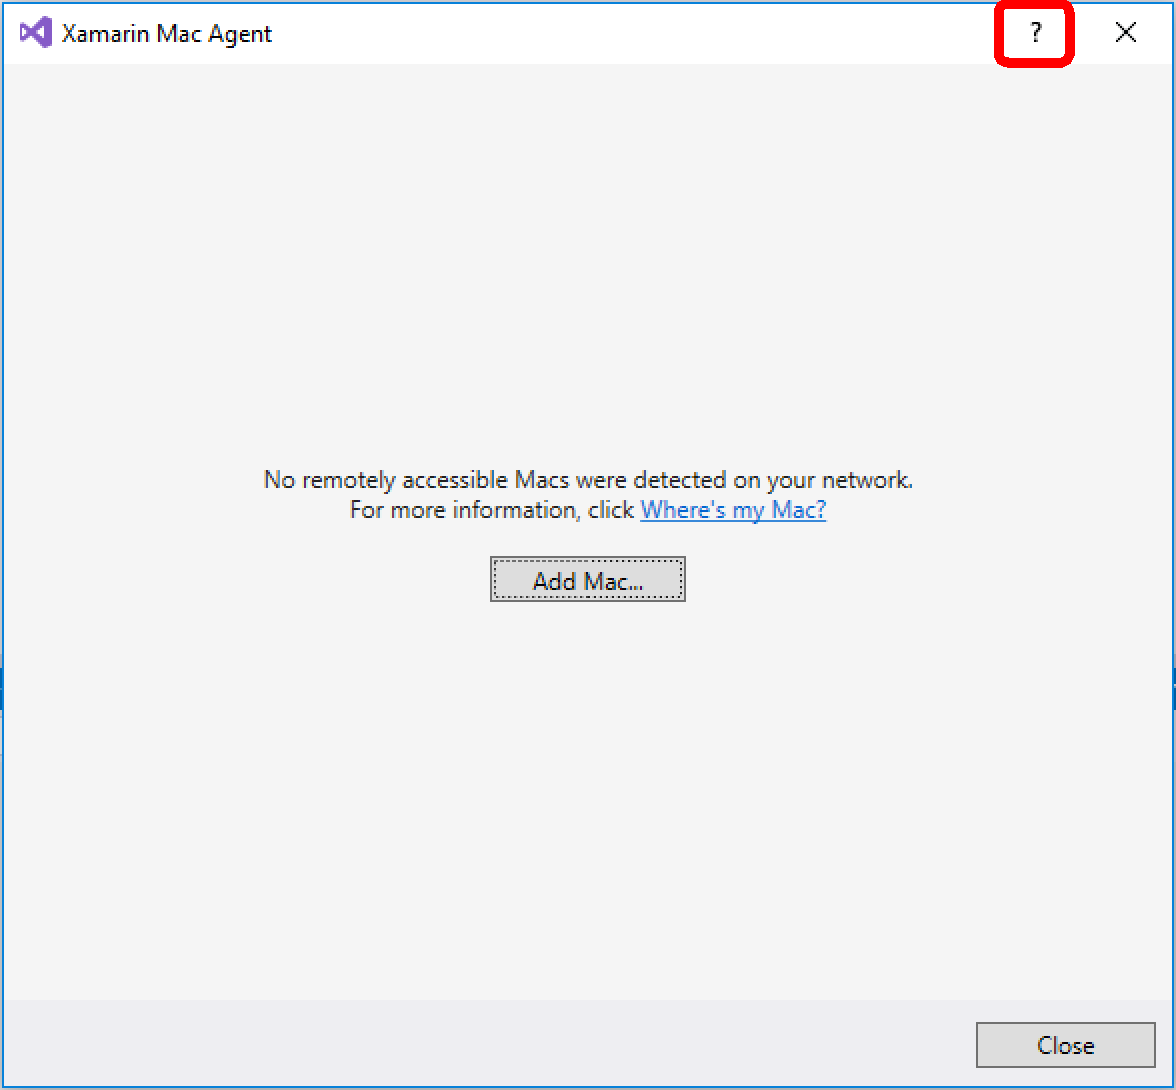 Xamarin Mac Agent
?
No remotely accessible Macs were detected on your network.
For more information, click Where's my Mac?
Add Mac...
Close